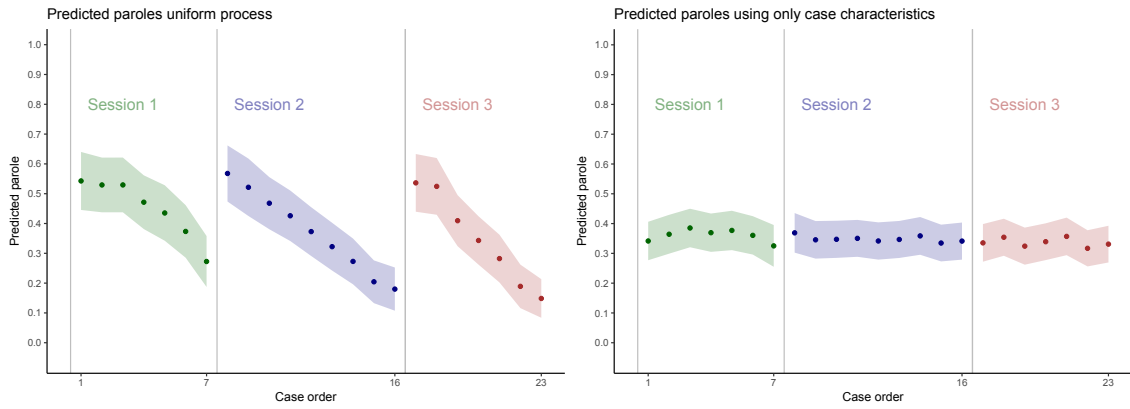 Predicted paroles uniform process
1.0
0.9
0.8
0.7
0.6
0.5
0.4
0.3
0.2
0.1
0.0
Predicted parole
Session 1
Session 2
Session 3
1
7
16
23
Case order
Predicted paroles using only case characteristics
1.0
0.9
0.8
0.7
0.6
0.5
0.4
0.3
0.2
0.1
0.0
Predicted parole
Session 1
Session 2
Session 3
1
7
16
23
Case order